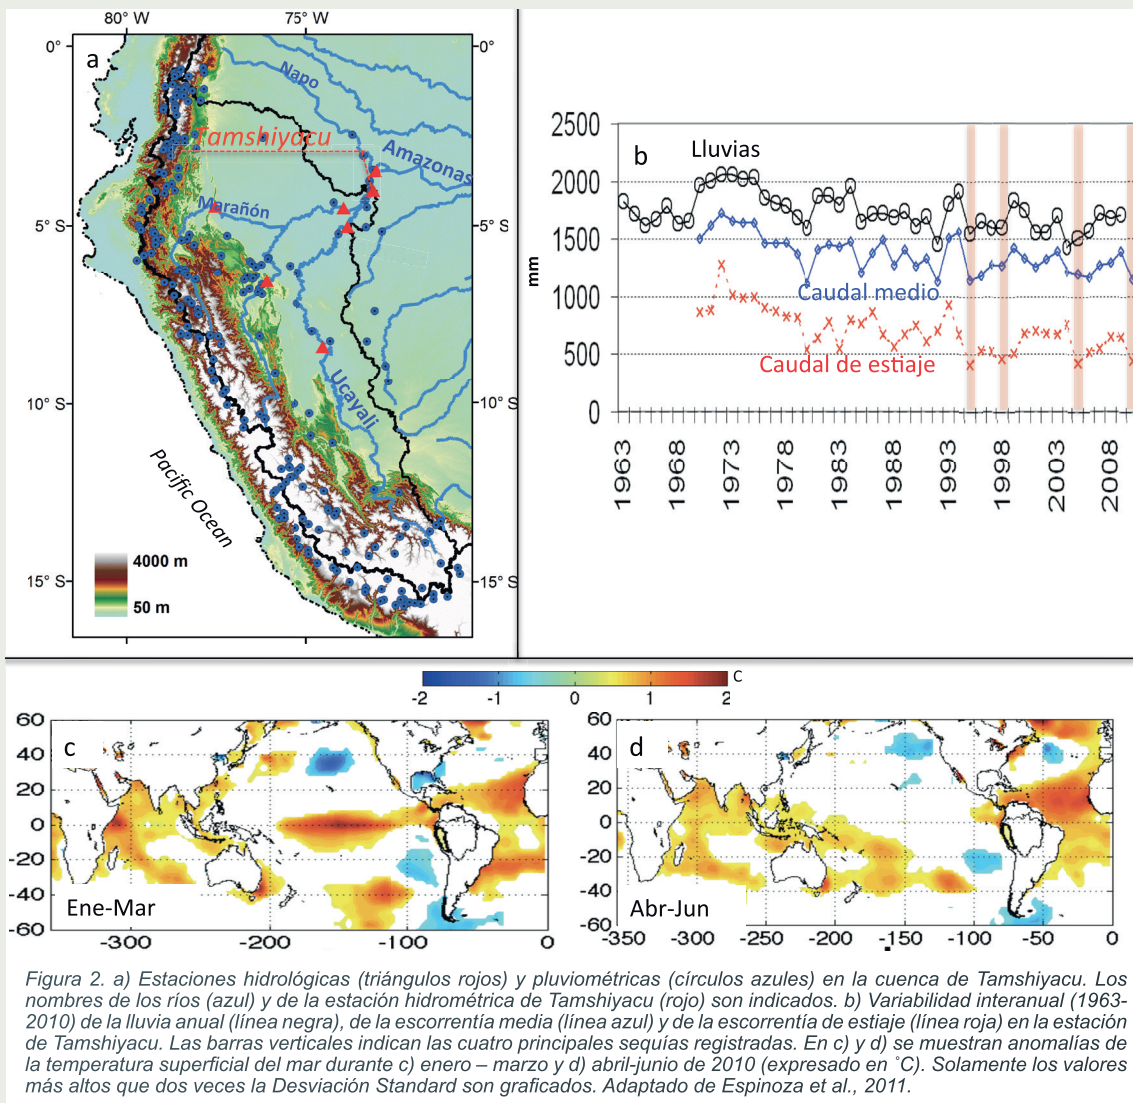 80° W
75° W
0°
0°
a
Napo
Tamshiyacu
Amazonas
Marañón
5° S
5° S
Ucayali
10° S
10° S
Pacific Ocean
4000 m
50 m
15° S
15° S
b
Lluvias
2500
2000
1500
1000
500
0
mm
Caudal medio
Caudal de estiaje
1963
1968
1973
1978
1983
1988
1993
1998
2003
2008
-2
-1
0
1
2
C
c
60
40
20
0
-20
-40
-60
Ene-Mar
-300
-200
-100
0
d
60
40
20
0
-20
-40
-60
Abr-Jun
-350
-300
-250
-200
-150
-100
-50
0
Figura 2. a) Estaciones hidrológicas (triángulos rojos) y pluviométricas (círculos azules) en la cuenca de Tamshiyacu. Los
nombres de los ríos (azul) y de la estación hidrométrica de Tamshiyacu (rojo) son indicados. b) Variabilidad interanual (1963-
2010) de la lluvia anual (línea negra), de la escorrentía media (línea azul) y de la escorrentía de estiaje (línea roja) en la estación
de Tamshiyacu. Las barras verticales indican las cuatro principales sequías registradas. En c) y d) se muestran anomalías de
la temperatura superficial del mar durante c) enero – marzo y d) abril-junio de 2010 (expresado en ˚C). Solamente los valores
más altos que dos veces la Desviación Standard son graficados. Adaptado de Espinoza et al., 2011.